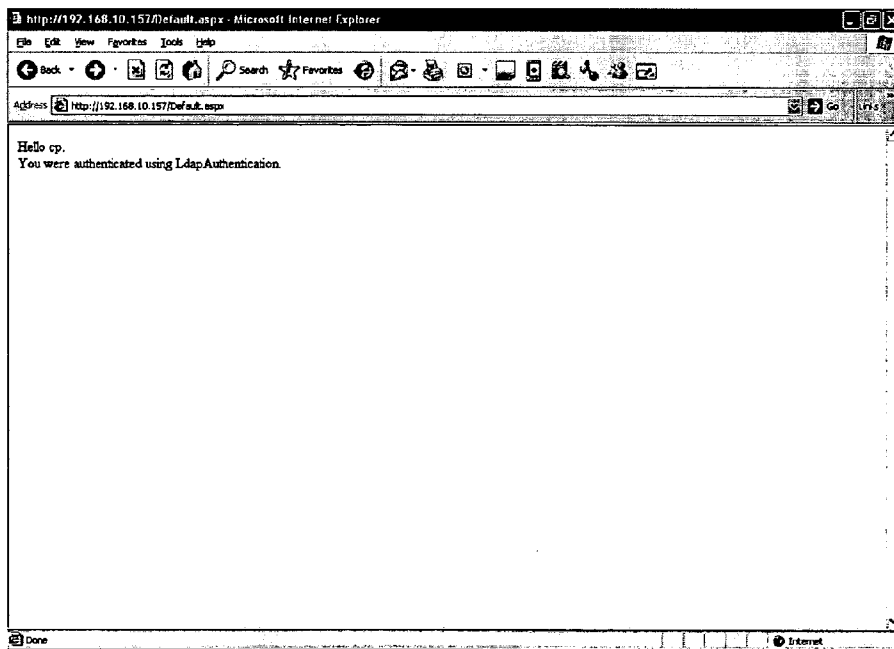 http://192.168.10.157/Default.aspx - Microsoft Internet Explorer
File Edit View Favorites Tools Help
Back Search Favorites
Address http://192.168.10.157/Default.aspx Go Links
Hello cp.
You were authenticated using LdapAuthentication.
Done Internet